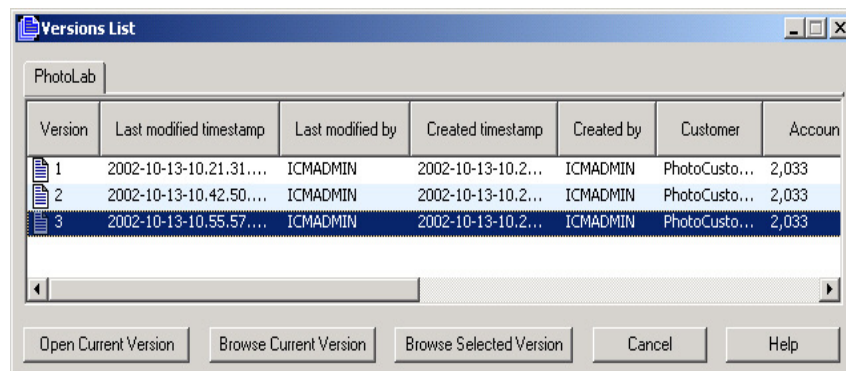 Versions List
PhotoLab
Version Last modified timestamp Last modified by Created timestamp Created by Customer Accoun
1 2002-10-13-10.21.31.... ICMADMIN 2002-10-13-10.2... ICMADMIN PhotoCusto... 2,033
2 2002-10-13-10.42.50.... ICMADMIN 2002-10-13-10.2... ICMADMIN PhotoCusto... 2,033
3 2002-10-13-10.55.57.... ICMADMIN 2002-10-13-10.2... ICMADMIN PhotoCusto... 2,033
Open Current Version Browse Current Version Browse Selected Version Cancel Help